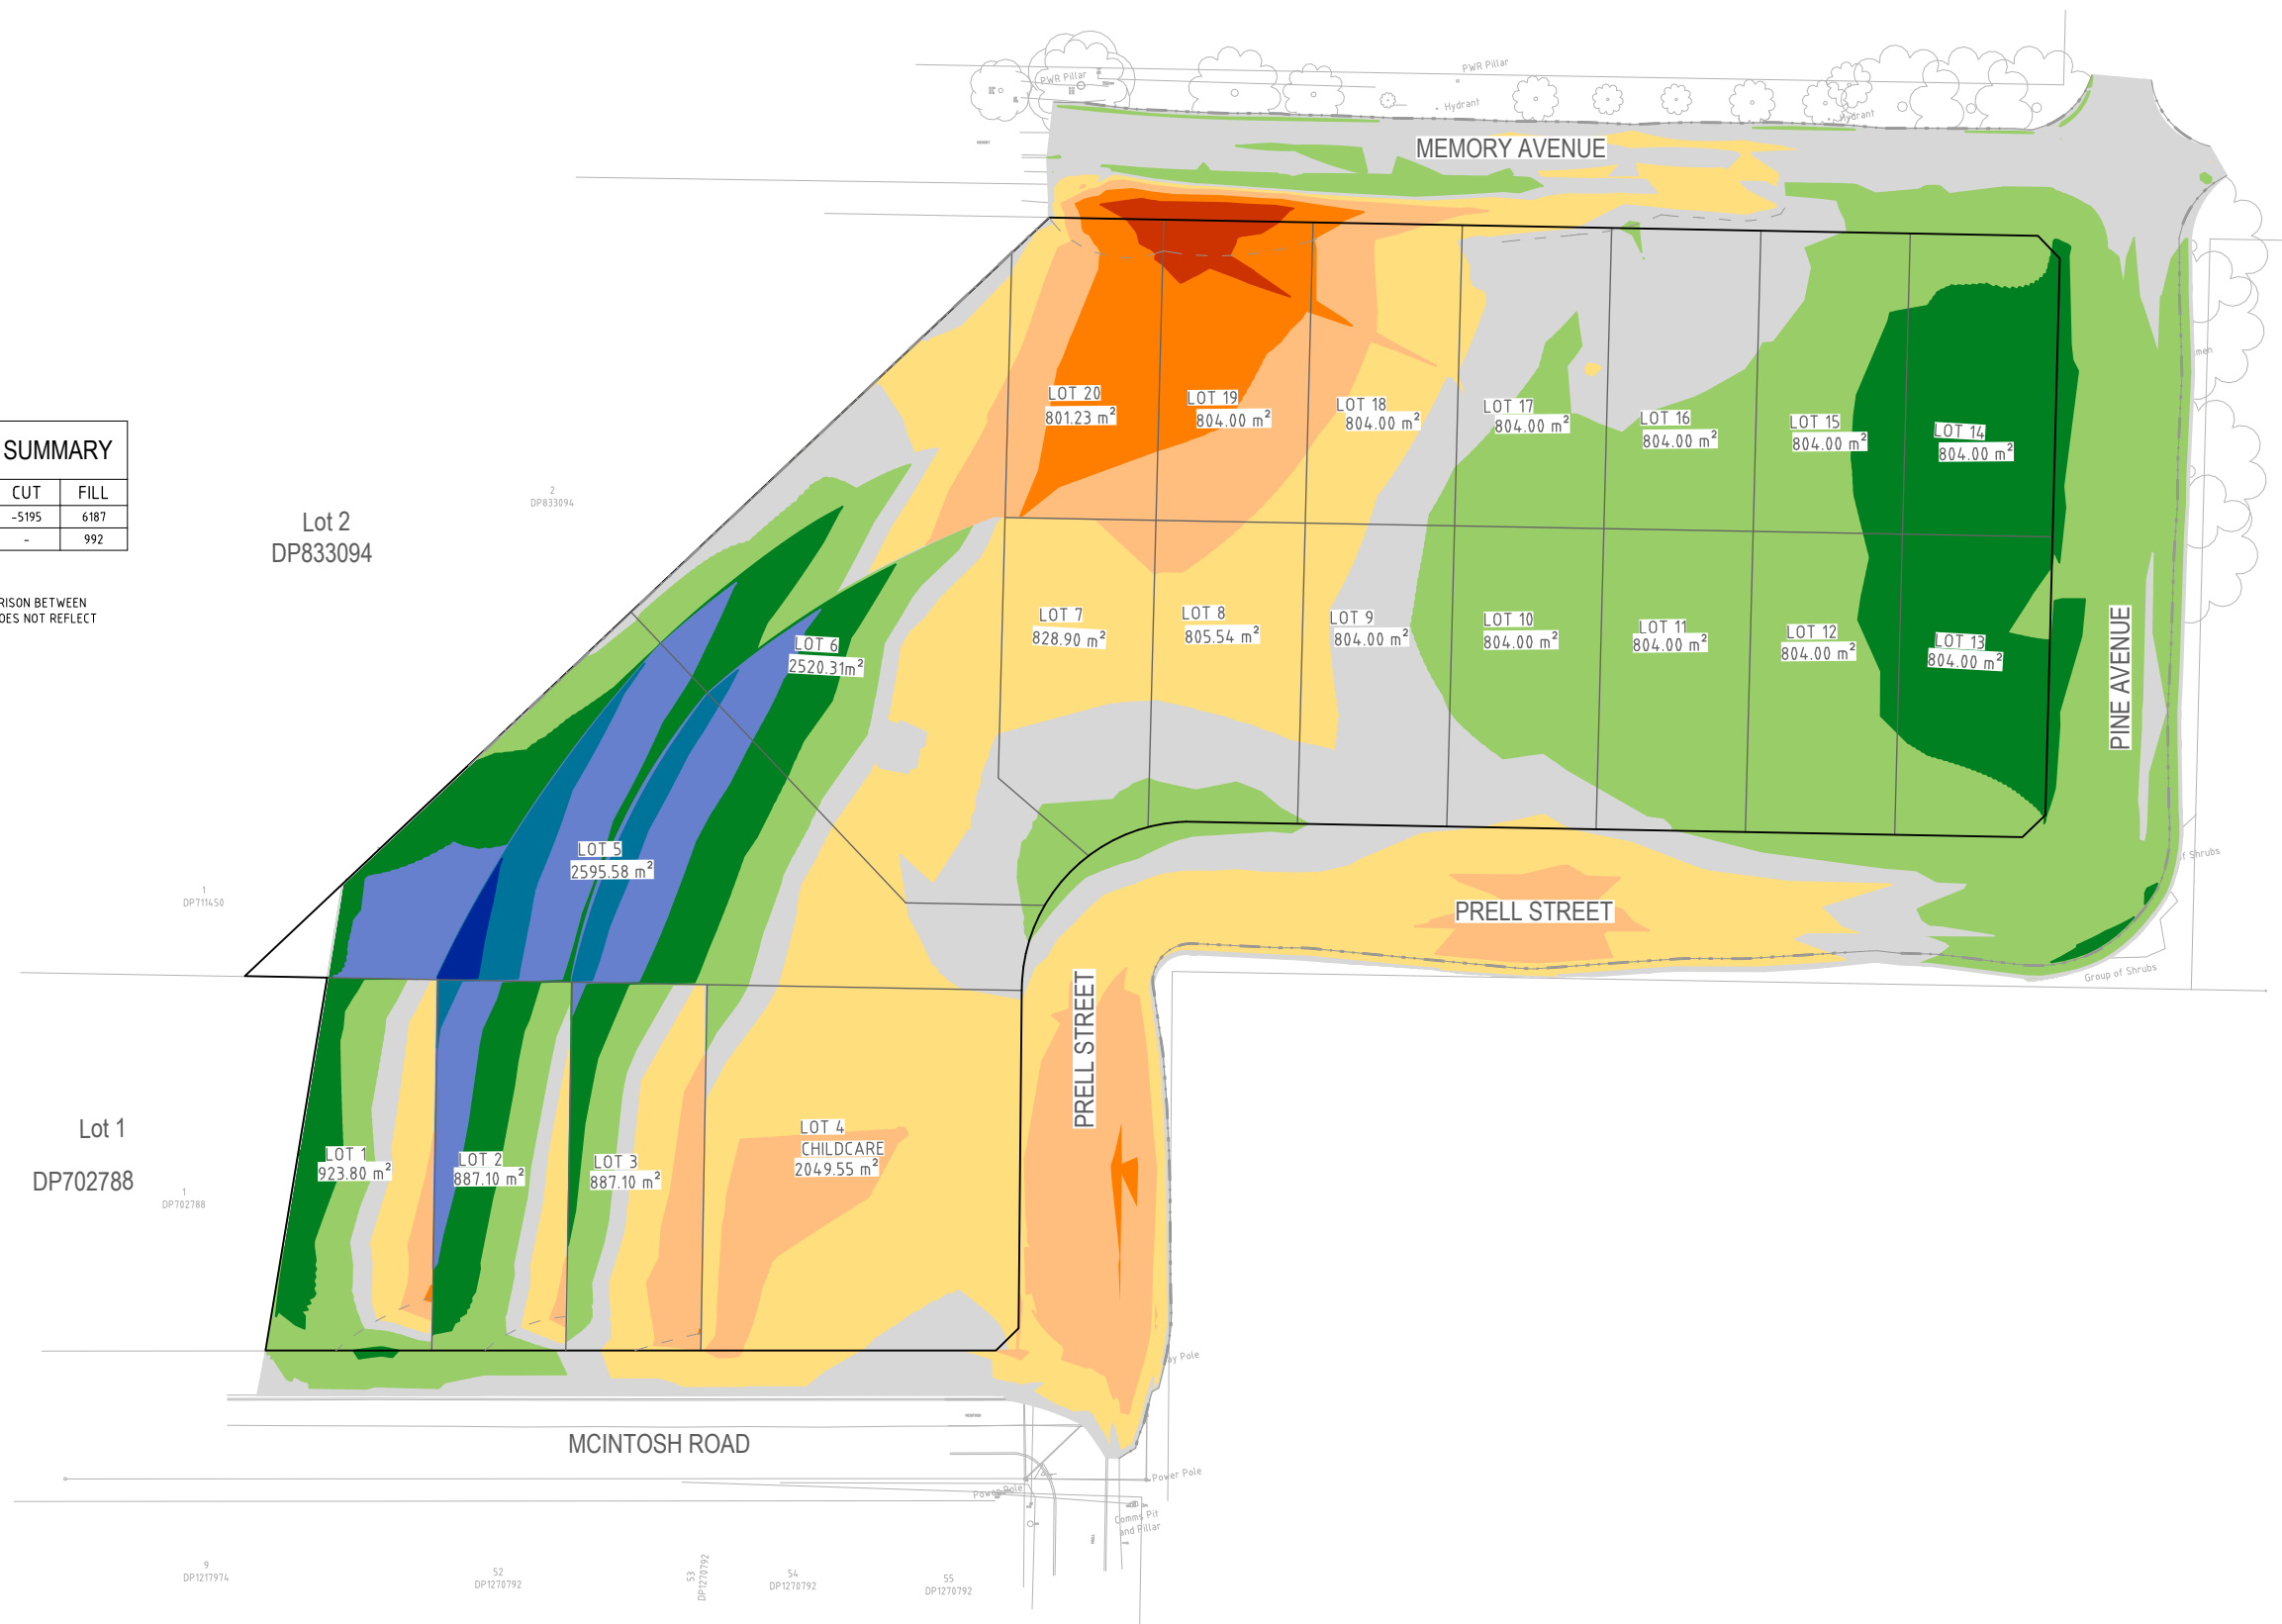 PWR Pillar
PWR Pillar
Hydrant
Hydrant
MEMORY AVENUE
SUMMARY
CUT FILL
-5195 6187
- 992
RISON BETWEEN
OES NOT REFLECT
Lot 2
DP833094
2
DP833094
LOT 20
801.23 m²
LOT 19
804.00 m²
LOT 18
804.00 m²
LOT 17
804.00 m²
LOT 16
804.00 m²
LOT 15
804.00 m²
LOT 14
804.00 m²
men
LOT 6
2520.31m²
LOT 7
828.90 m²
LOT 8
805.54 m²
LOT 9
804.00 m²
LOT 10
804.00 m²
LOT 11
804.00 m²
LOT 12
804.00 m²
LOT 13
804.00 m²
PINE AVENUE
LOT 5
2595.58 m²
1
DP711450
PRELL STREET
of Shrubs
Group of Shrubs
PRELL STREET
Lot 1
DP702788
1
DP702788
LOT 1
923.80 m²
LOT 2
887.10 m²
LOT 3
887.10 m²
LOT 4
CHILDCARE
2049.55 m²
ay Pole
MCINTOSH ROAD
Power Pole
Power Pole
Comms Pit
and Pillar
9
DP1217974
52
DP1270792
53
DP1270792
54
DP1270792
55
DP1270792